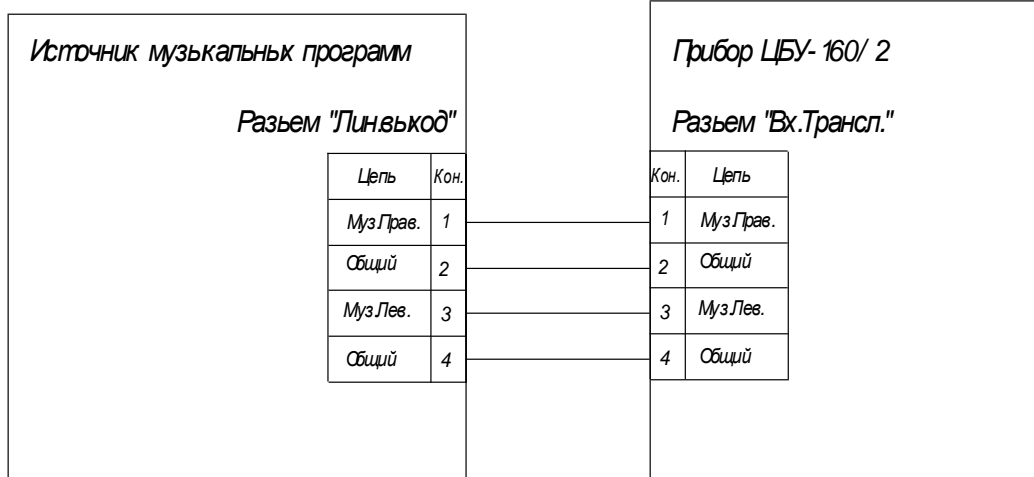 Источник музыкальных программ
Прибор ЦБУ-160/2
Разьем "Лин.выход"
Разьем "Вх.Трансл."
Цепь Кон.
Кон. Цепь
Муз.Прав. 1
1 Муз.Прав.
Общий 2
2 Общий
Муз.Лев. 3
3 Муз.Лев.
Общий 4
4 Общий